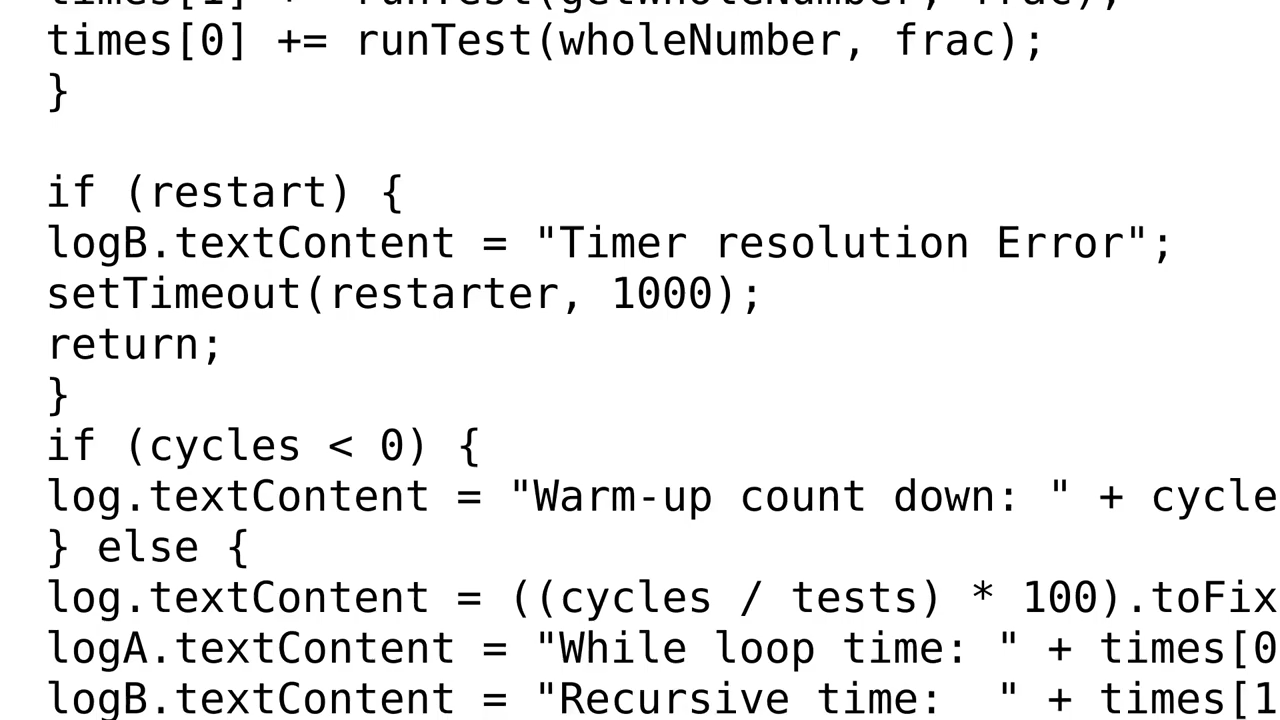 times[0] += runTest(wholeNumber, frac);
}

if (restart) {
logB.textContent = "Timer resolution Error";
setTimeout(restarter, 1000);
return;
}
if (cycles < 0) {
log.textContent = "Warm-up count down: " + cycle
} else {
log.textContent = ((cycles / tests) * 100).toFix
logA.textContent = "While loop time: " + times[0
logB.textContent = "Recursive time:  " + times[1